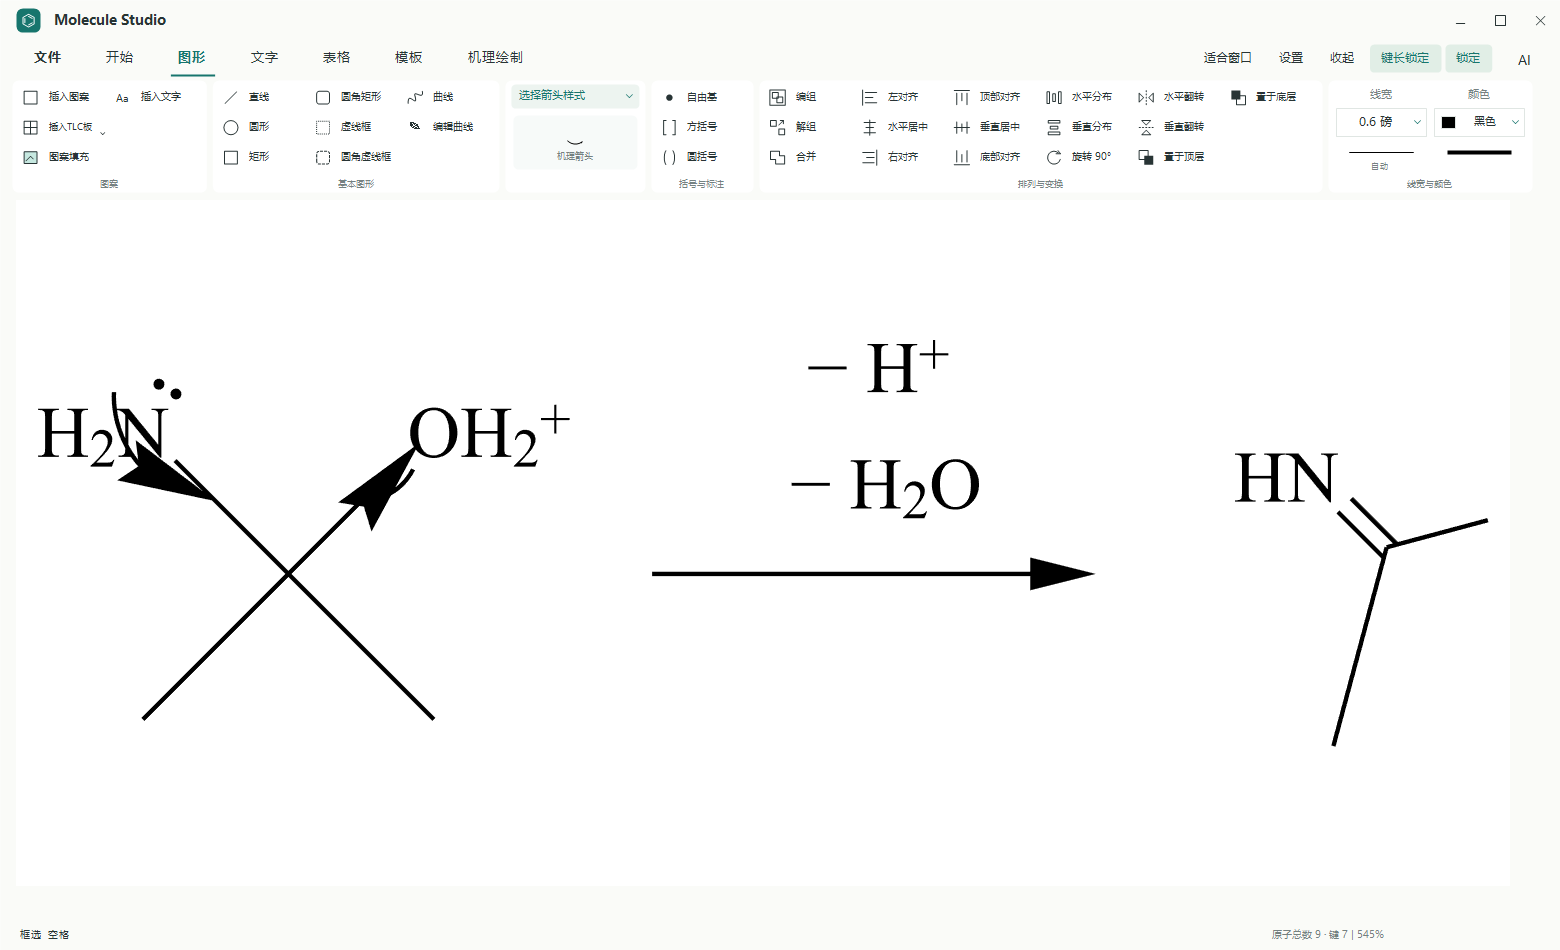 Molecule Studio
文件 开始 图形 文字 表格 模板 机理绘制 适合窗口 设置 收起 键长锁定 锁定 AI
插入图案 Aa 插入文字 直线 圆角矩形 曲线 选择箭头样式 自由基 编组 左对齐 顶部对齐 水平分布 水平翻转 置于底层 线宽 颜色
插入TLC板 圆形 虚线框 编辑曲线 方括号 解组 水平居中 垂直居中 垂直分布 垂直翻转 0.6 磅 黑色
图案填充 矩形 圆角虚线框 机理箭头 圆括号 合并 右对齐 底部对齐 旋转 90° 置于顶层 自动
图案 基本图形 括号与标注 排列与变换 线宽与颜色
− H+
H2N OH2+
− H2O
HN
框选 空格 原子总数 9 · 键 7 | 545%